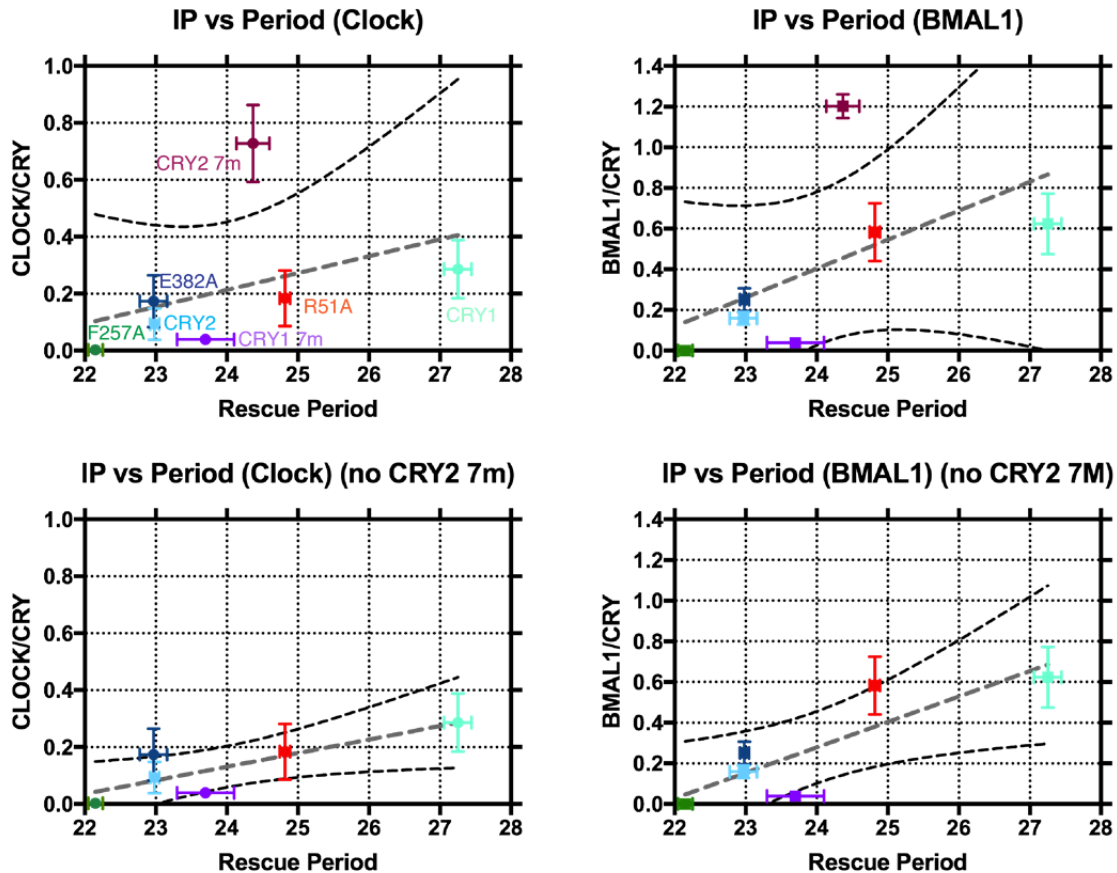 IP vs Period (Clock)
CLOCK/CRY
1.0
0.8
0.6
0.4
0.2
0.0
CRY2 7m
E382A
F257A
CRY2
CRY1 7m
R51A
CRY1
22 23 24 25 26 27 28
Rescue Period
IP vs Period (BMAL1)
BMAL1/CRY
1.4
1.2
1.0
0.8
0.6
0.4
0.2
0.0
22 23 24 25 26 27 28
Rescue Period
IP vs Period (Clock) (no CRY2 7m)
CLOCK/CRY
1.0
0.8
0.6
0.4
0.2
0.0
22 23 24 25 26 27 28
Rescue Period
IP vs Period (BMAL1) (no CRY2 7M)
BMAL1/CRY
1.4
1.2
1.0
0.8
0.6
0.4
0.2
0.0
22 23 24 25 26 27 28
Rescue Period